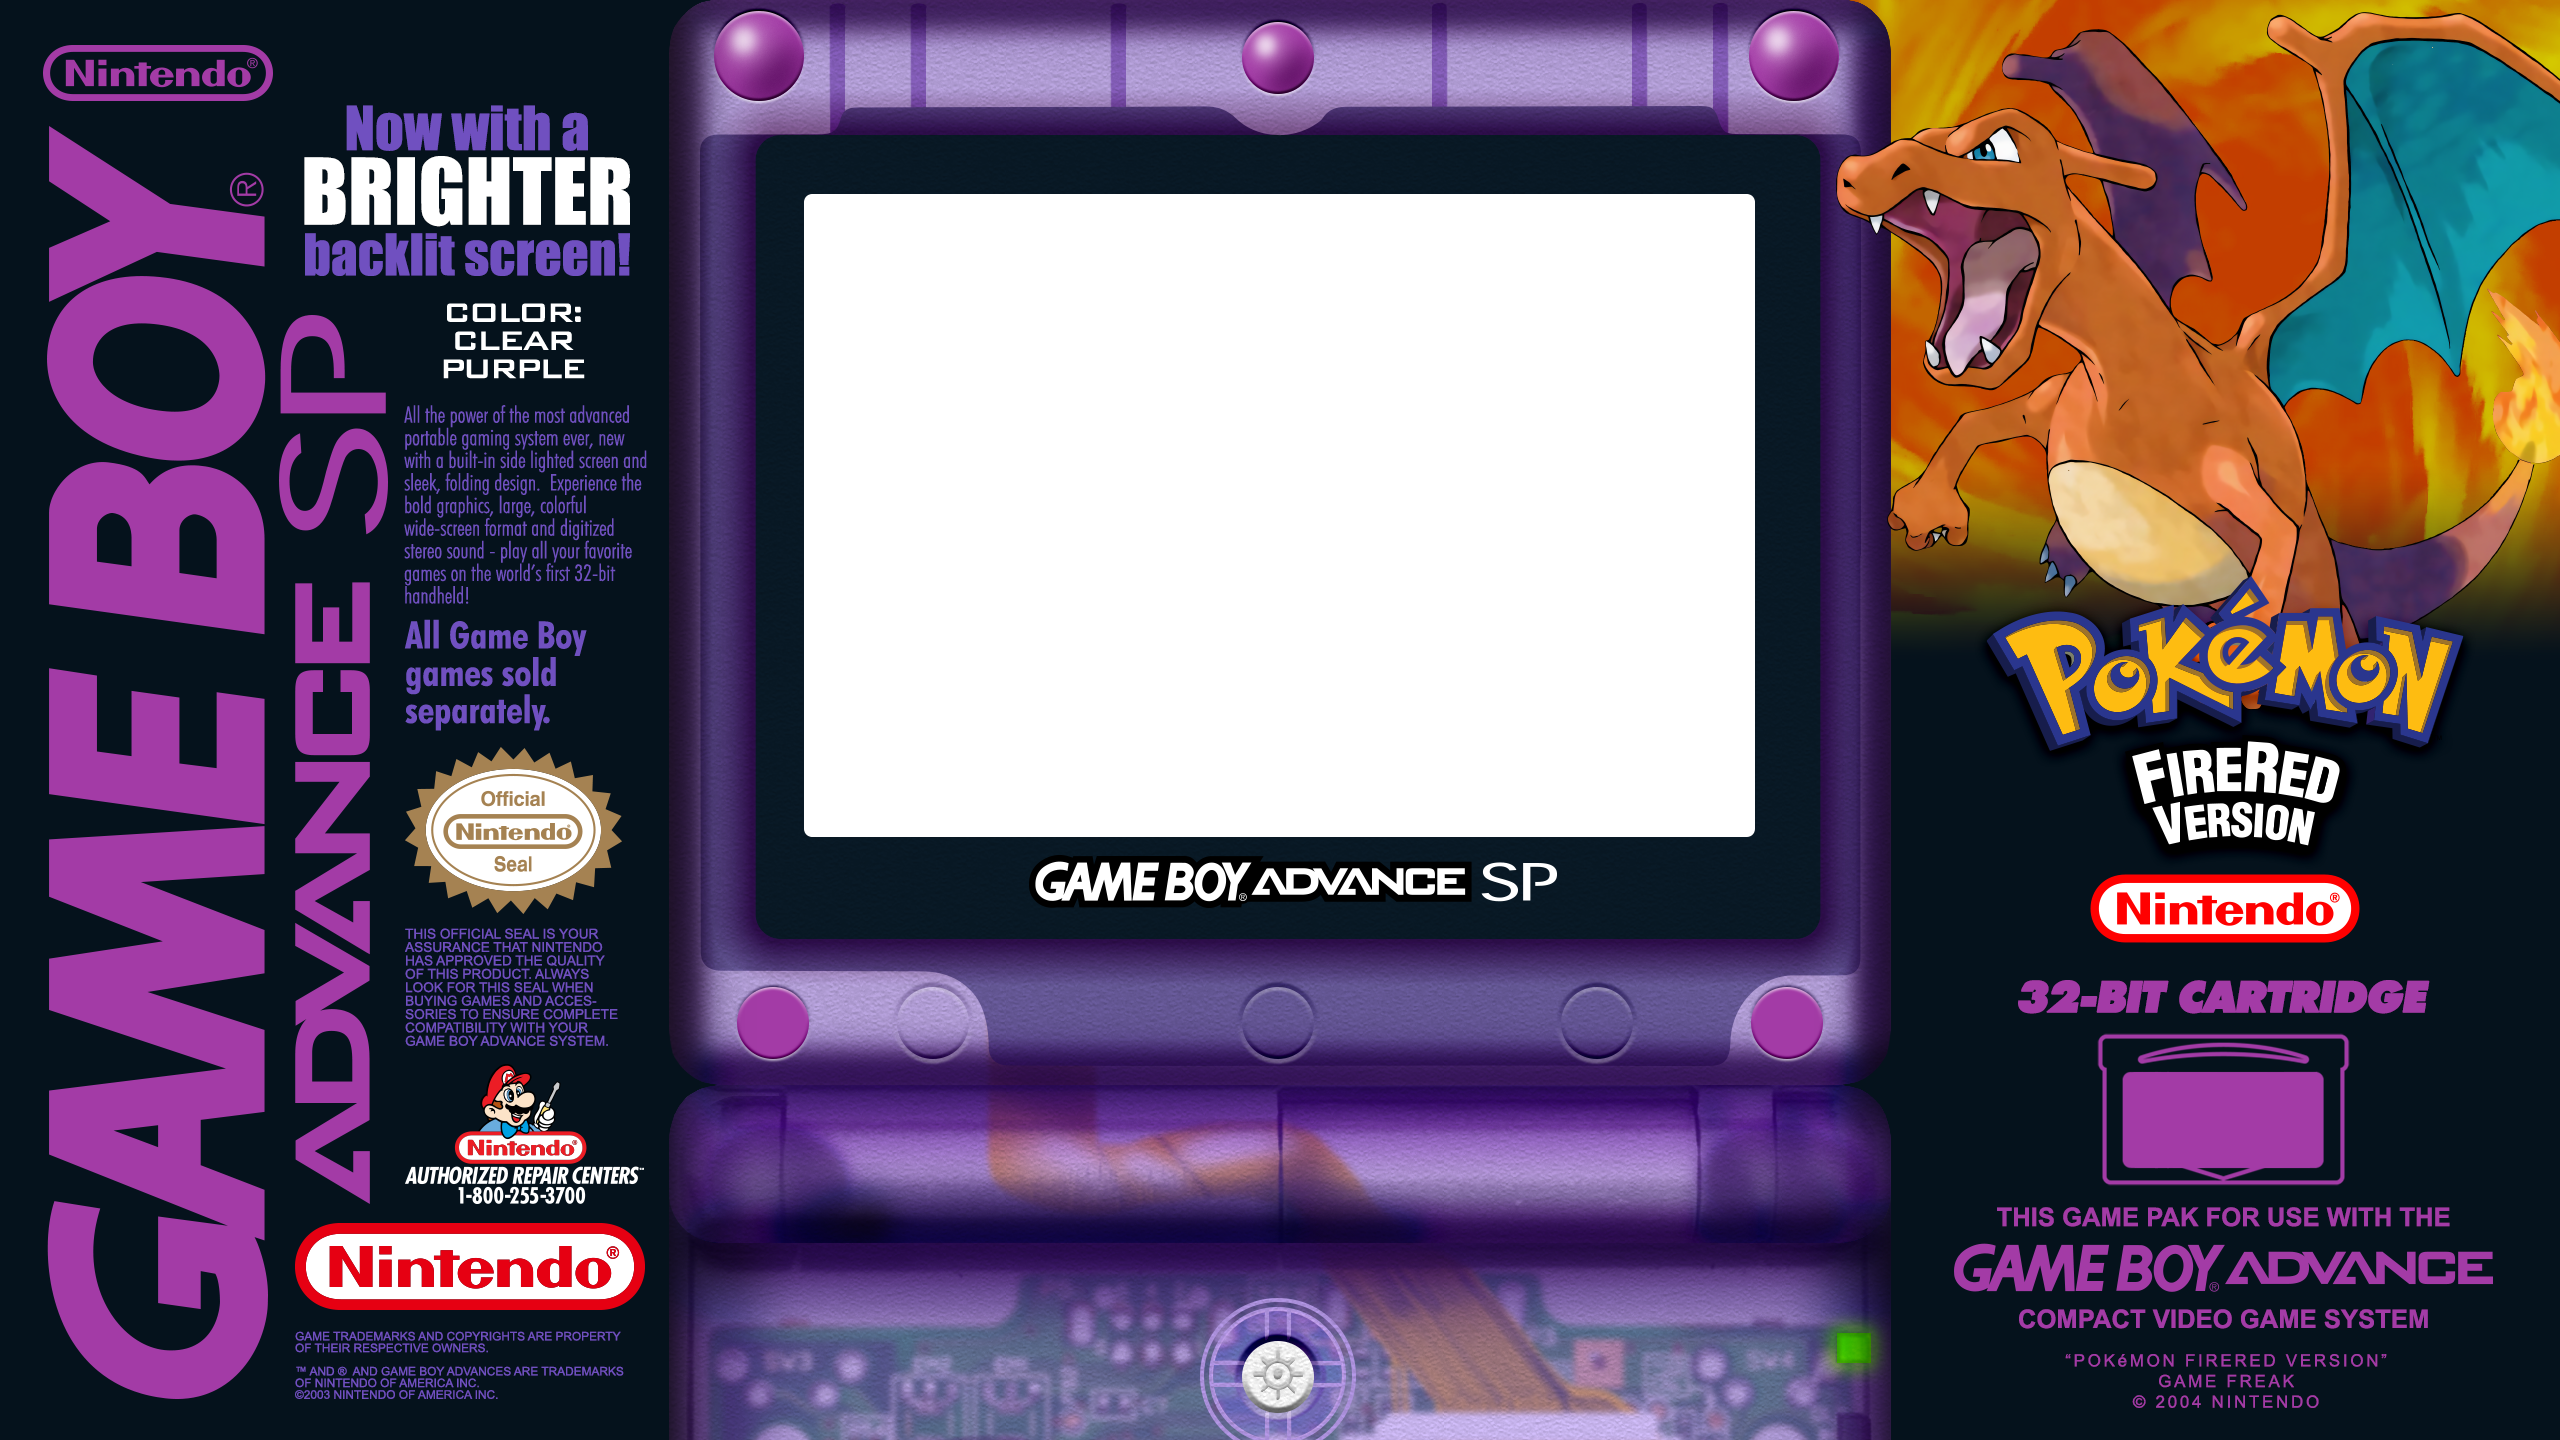 Nintendo®
GAME BOY®
ADVANCE SP
Now with a
BRIGHTER
backlit screen!
COLOR:
CLEAR
PURPLE
All the power of the most advanced
portable gaming system ever, new
with a built-in side lighted screen and
sleek, folding design. Experience the
bold graphics, large, colorful
wide-screen format and digitized
stereo sound - play all your favorite
games on the world's first 32-bit
handheld!
All Game Boy
games sold
separately.
Official
Nintendo
Seal
THIS OFFICIAL SEAL IS YOUR
ASSURANCE THAT NINTENDO
HAS APPROVED THE QUALITY
OF THIS PRODUCT. ALWAYS
LOOK FOR THIS SEAL WHEN
BUYING GAMES AND ACCES-
SORIES TO ENSURE COMPLETE
COMPATIBILITY WITH YOUR
GAME BOY ADVANCE SYSTEM.
M
Nintendo®
AUTHORIZED REPAIR CENTERS™
1-800-255-3700
Nintendo®
GAME TRADEMARKS AND COPYRIGHTS ARE PROPERTY
OF THEIR RESPECTIVE OWNERS.
™ AND ® AND GAME BOY ADVANCES ARE TRADEMARKS
OF NINTENDO OF AMERICA INC.
©2003 NINTENDO OF AMERICA INC.
GAME BOY® ADVANCE SP
POKéMON
FIRERED
VERSION
Nintendo®
32-BIT CARTRIDGE
THIS GAME PAK FOR USE WITH THE
GAME BOY® ADVANCE
COMPACT VIDEO GAME SYSTEM
“POKéMON FIRERED VERSION”
GAME FREAK
© 2004 NINTENDO